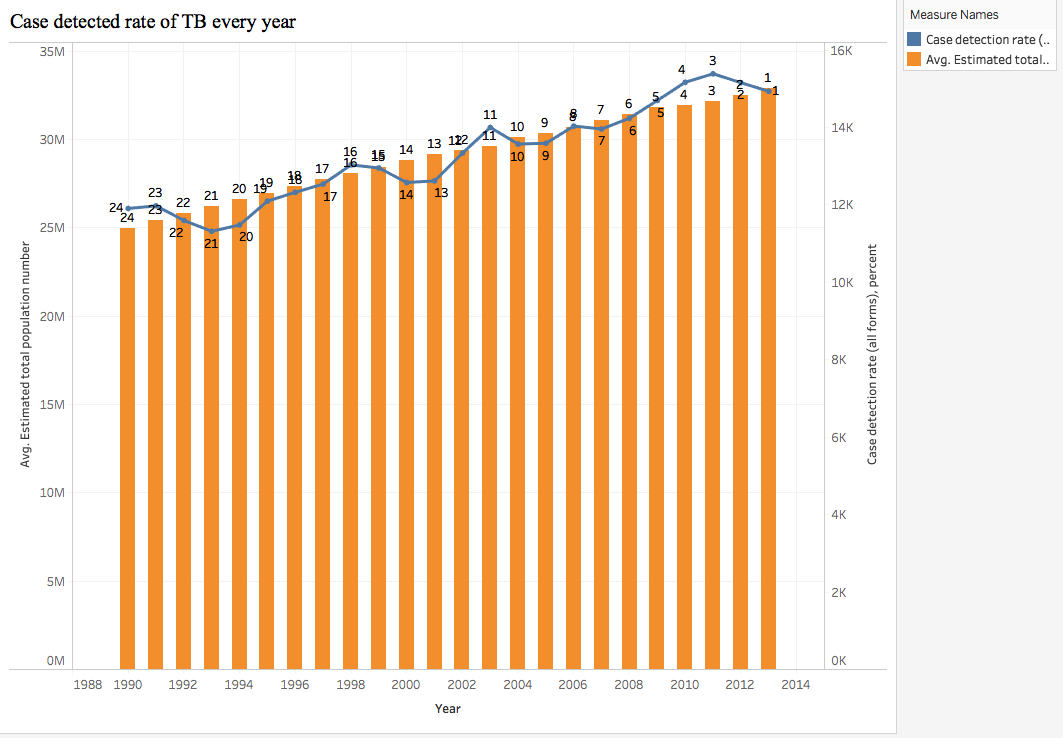 Case detected rate of TB every year
Measure Names
Case detection rate (..
Avg. Estimated total..
35M
30M
25M
20M
15M
10M
5M
0M
Avg. Estimated total population number
16K
14K
12K
10K
8K
6K
4K
2K
0K
Case detection rate (all forms), percent
24 23 22 21 20 19 18 17 16 15 14 13 12 11 10 9 8 7 6 5 4 3 2 1
24 23 22 21 20 19 18 17 16 15 14 13 12 11 10 9 8 7 6 5 4 3 2 1
1988 1990 1992 1994 1996 1998 2000 2002 2004 2006 2008 2010 2012 2014
Year